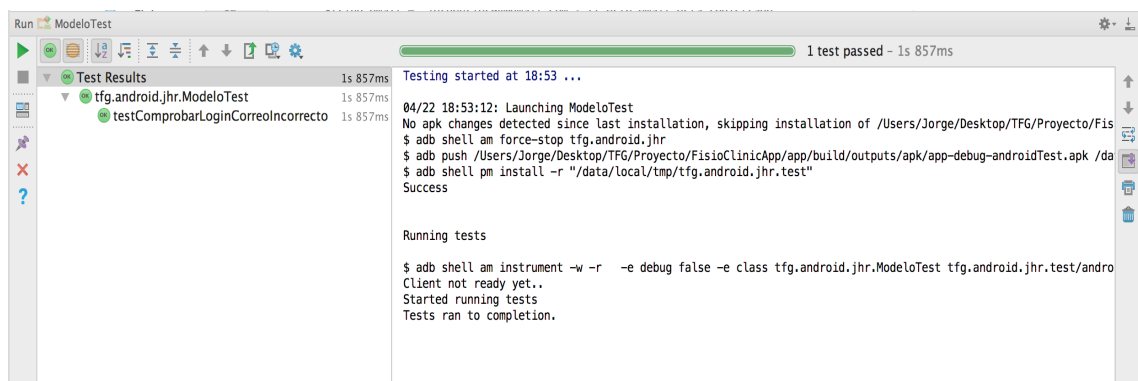 Run ModeloTest
1 test passed – 1s 857ms
Test Results 1s 857ms
tfg.android.jhr.ModeloTest 1s 857ms
testComprobarLoginCorreoIncorrecto 1s 857ms
Testing started at 18:53 ...
04/22 18:53:12: Launching ModeloTest
No apk changes detected since last installation, skipping installation of /Users/Jorge/Desktop/TFG/Proyecto/Fis
$ adb shell am force-stop tfg.android.jhr
$ adb push /Users/Jorge/Desktop/TFG/Proyecto/FisioClinicApp/app/build/outputs/apk/app-debug-androidTest.apk /da
$ adb shell pm install -r "/data/local/tmp/tfg.android.jhr.test"
Success
Running tests
$ adb shell am instrument -w -r   -e debug false -e class tfg.android.jhr.ModeloTest tfg.android.jhr.test/andro
Client not ready yet..
Started running tests
Tests ran to completion.